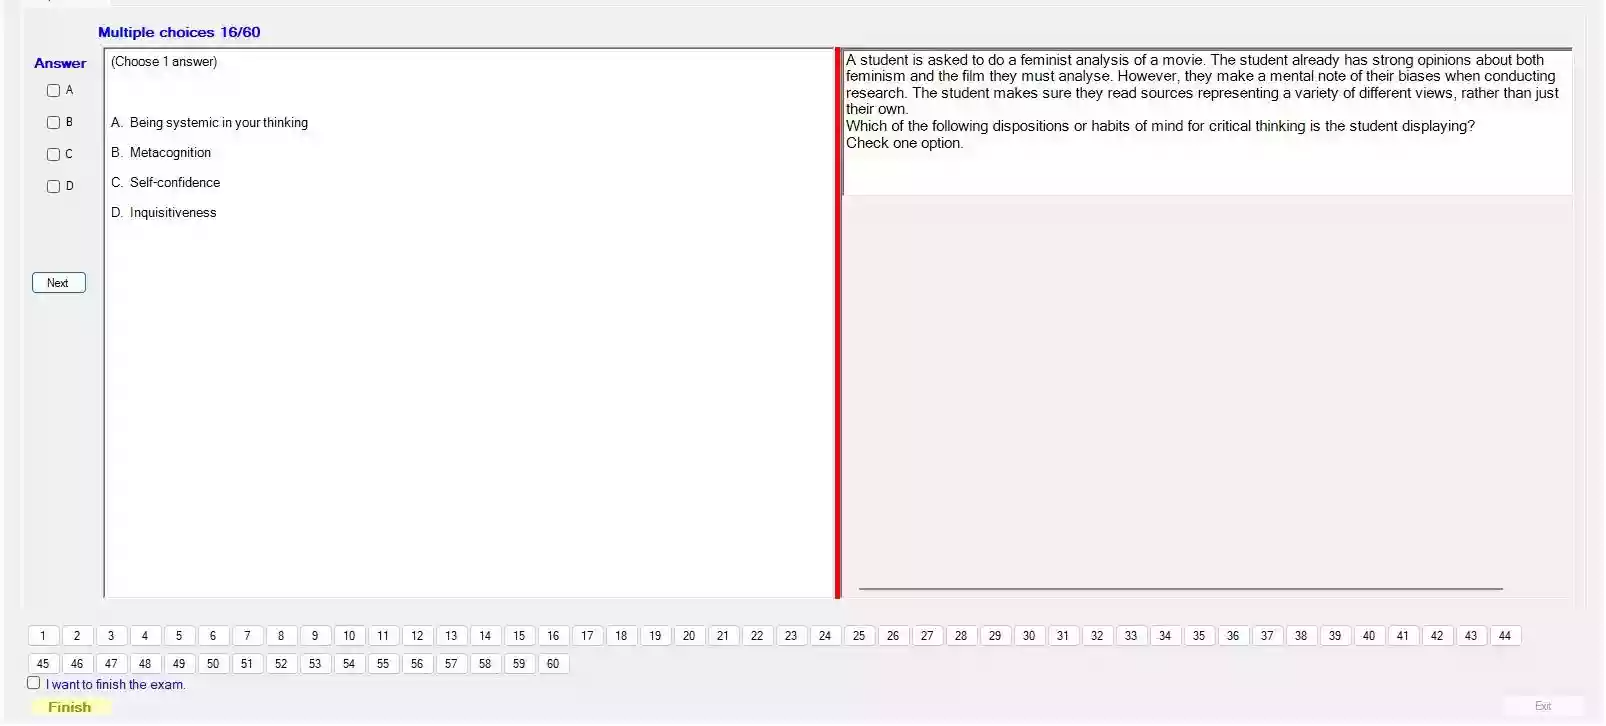 Multiple choices 16/60
Answer
A
B
C
D
Next
(Choose 1 answer)
A. Being systemic in your thinking
B. Metacognition
C. Self-confidence
D. Inquisitiveness
A student is asked to do a feminist analysis of a movie. The student already has strong opinions about both
feminism and the film they must analyse. However, they make a mental note of their biases when conducting
research. The student makes sure they read sources representing a variety of different views, rather than just
their own.
Which of the following dispositions or habits of mind for critical thinking is the student displaying?
Check one option.
1 2 3 4 5 6 7 8 9 10 11 12 13 14 15 16 17 18 19 20 21 22 23 24 25 26 27 28 29 30 31 32 33 34 35 36 37 38 39 40 41 42 43 44
45 46 47 48 49 50 51 52 53 54 55 56 57 58 59 60
I want to finish the exam.
Finish
Exit